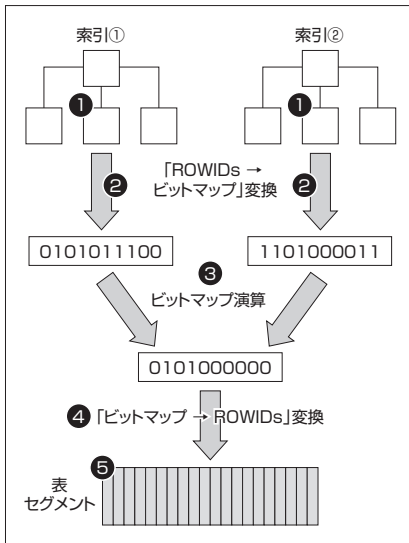 索引①
索引②
❶
❶
❷
「ROWIDs →
ビットマップ」変換
❷
0101011100
1101000011
❸
ビットマップ演算
0101000000
❹「ビットマップ → ROWIDs」変換
❺
表
セグメント